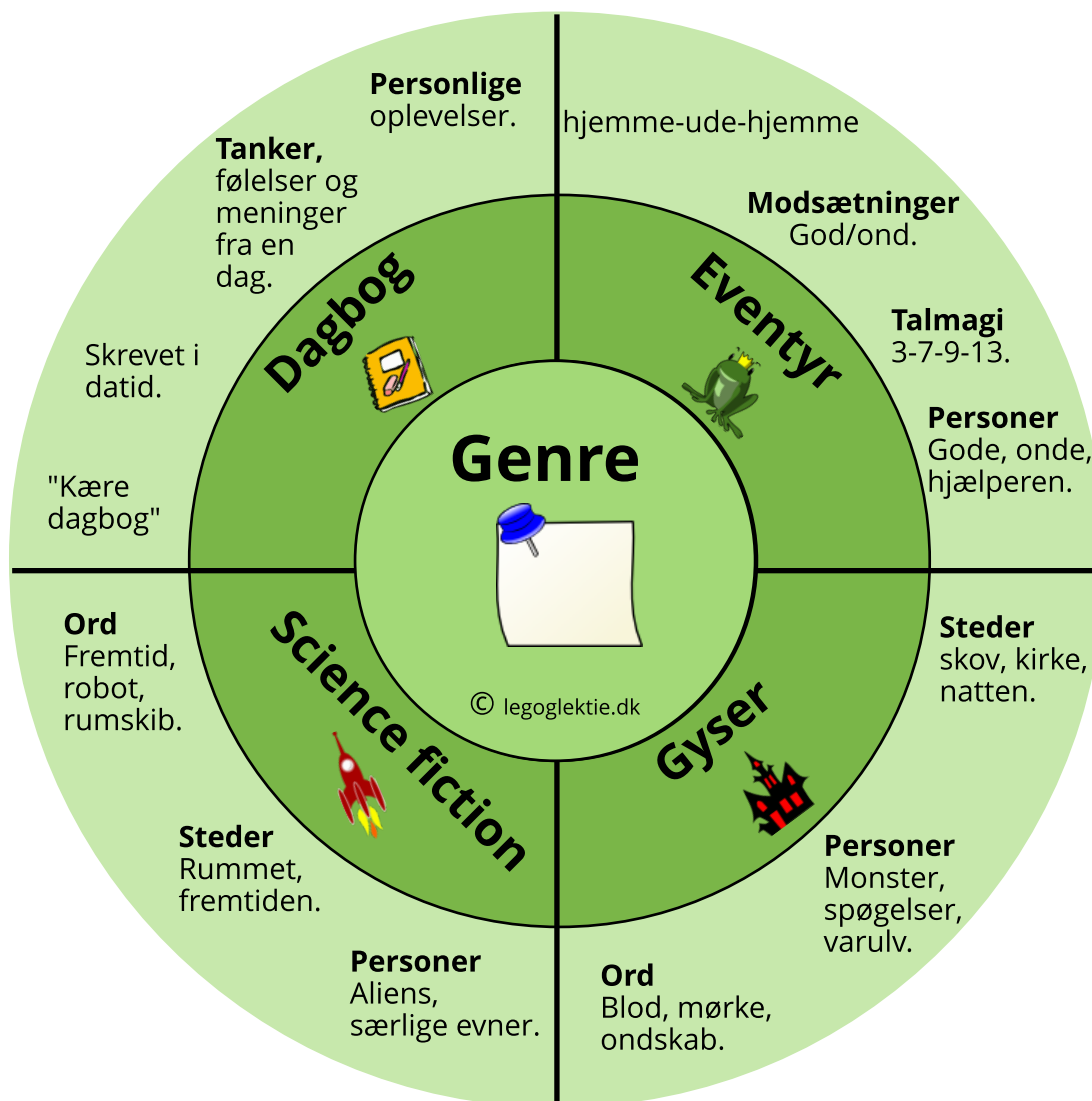 Genre
© legoglektie.dk
Dagbog
Personlige
oplevelser.
Tanker,
følelser og
meninger
fra en
dag.
Skrevet i
datid.
"Kære
dagbog"
Eventyr
hjemme-ude-hjemme
Modsætninger
God/ond.
Talmagi
3-7-9-13.
Personer
Gode, onde,
hjælperen.
Gyser
Steder
skov, kirke,
natten.
Personer
Monster,
spøgelser,
varulv.
Ord
Blod, mørke,
ondskab.
Science fiction
Ord
Fremtid,
robot,
rumskib.
Steder
Rummet,
fremtiden.
Personer
Aliens,
særlige evner.